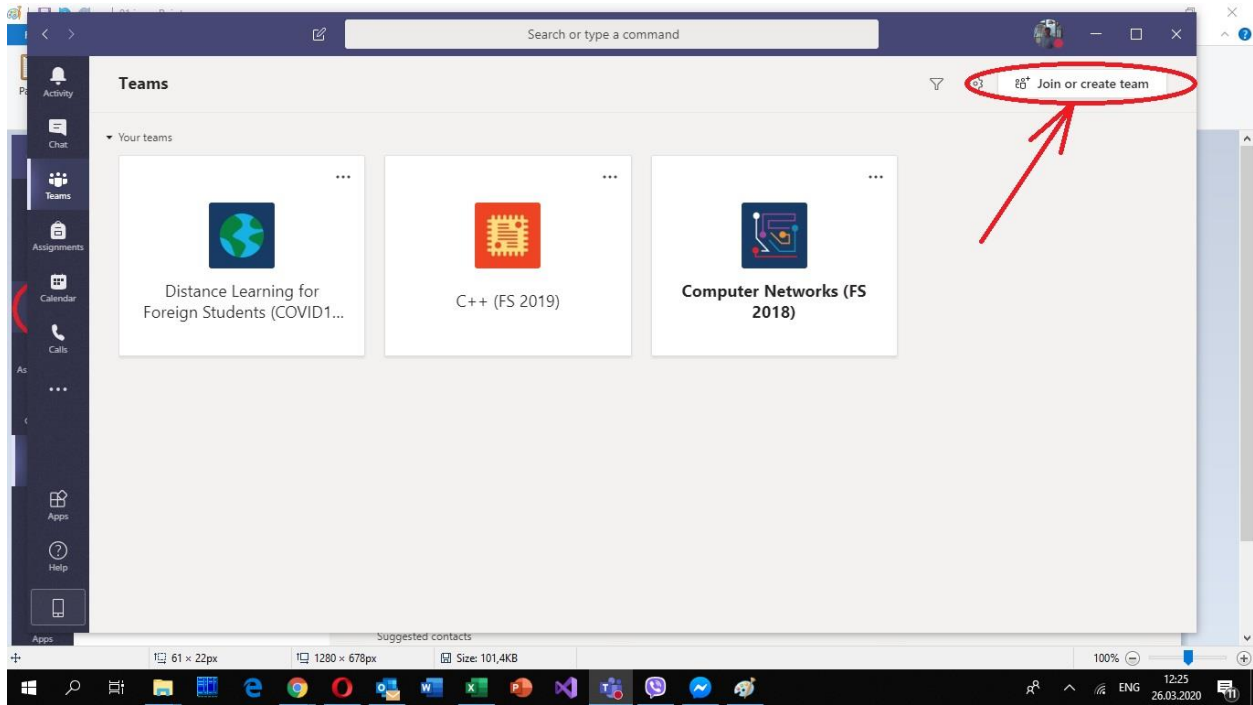 Search or type a command
Activity
Chat
Teams
Assignments
Calendar
Calls
Apps
Help
Teams
Join or create team
Your teams
Distance Learning for
Foreign Students (COVID1...
C++ (FS 2019)
Computer Networks (FS
2018)
Apps
Suggested contacts
61 × 22px
1280 × 678px
Size: 101,4KB
100%
ENG
12:25
26.03.2020
11